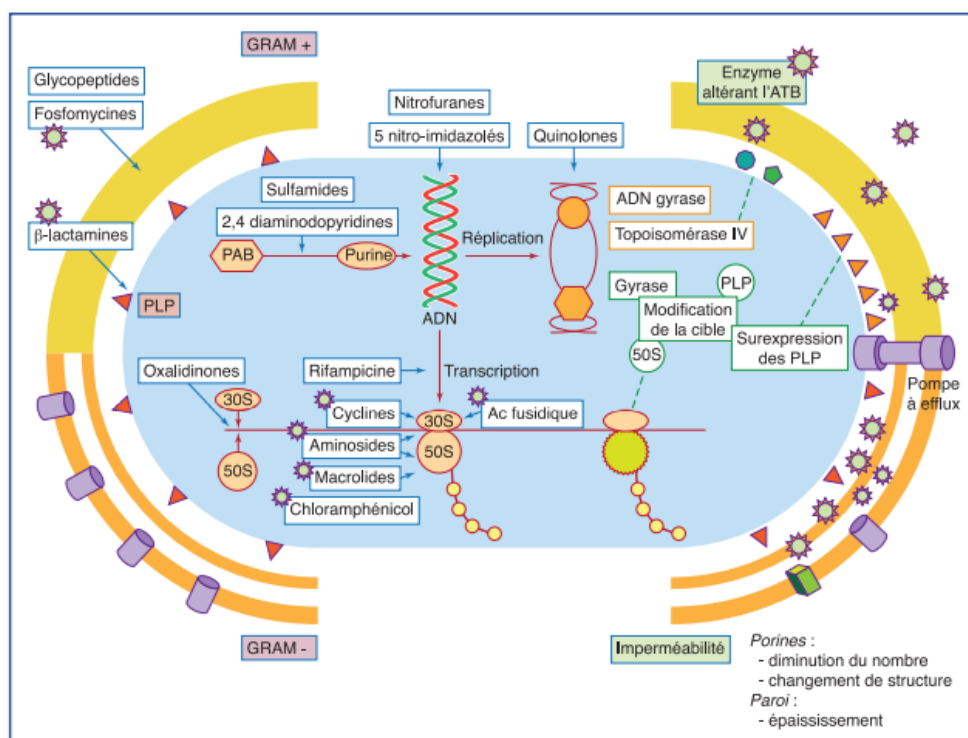 GRAM +
Glycopeptides
Fosfomycines
β-lactamines
PLP
Nitrofuranes
5 nitro-imidazolés
Quinolones
Sulfamides
2,4 diaminodopyridines
PAB
Purine
Réplication
ADN
ADN gyrase
Topoisomérase IV
Enzyme
altérant l'ATB
Gyrase
PLP
Modification
de la cible
50S
Surexpression
des PLP
Pompe
à efflux
Oxalidinones
30S
50S
Rifampicine
Transcription
Cyclines
30S
Ac fusidique
Aminosides
50S
Macrolides
Chloramphénicol
GRAM -
Imperméabilité
Porines :
- diminution du nombre
- changement de structure
Paroi :
- épaississement